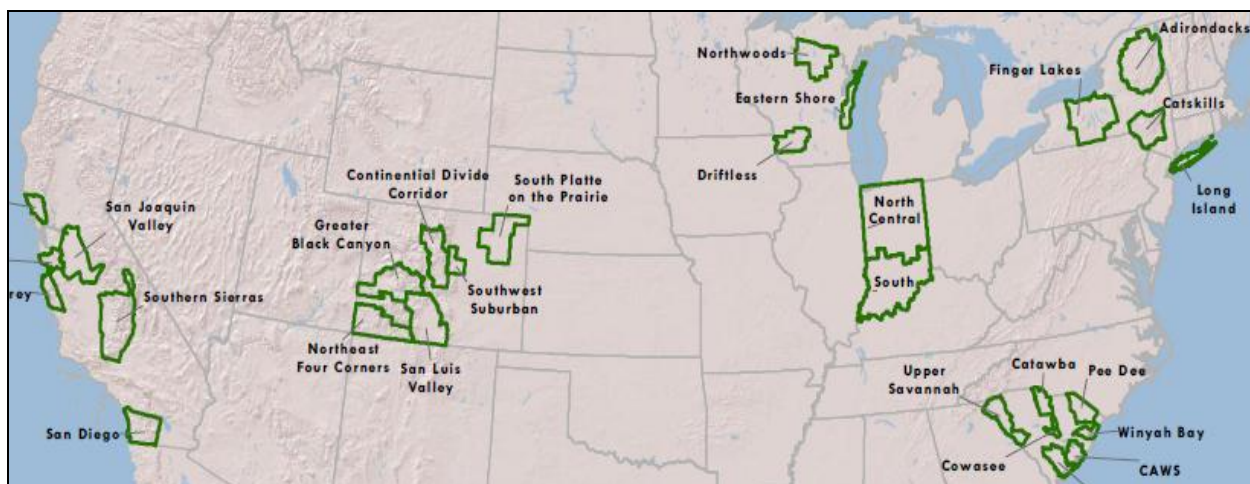 Northwoods
Adirondacks
Finger Lakes
Eastern Shore
Catskills
Driftless
Long
Island
Continential Divide
Corridor
South Platte
on the Prairie
San Joaquin
Valley
Greater
Black Canyon
North
Central
South
Southwest
Suburban
rey
Southern Sierras
Northeast
Four Corners
San Luis
Valley
Upper
Savannah
Catawba
Pee Dee
San Diego
Winyah Bay
Cowasee
CAWS